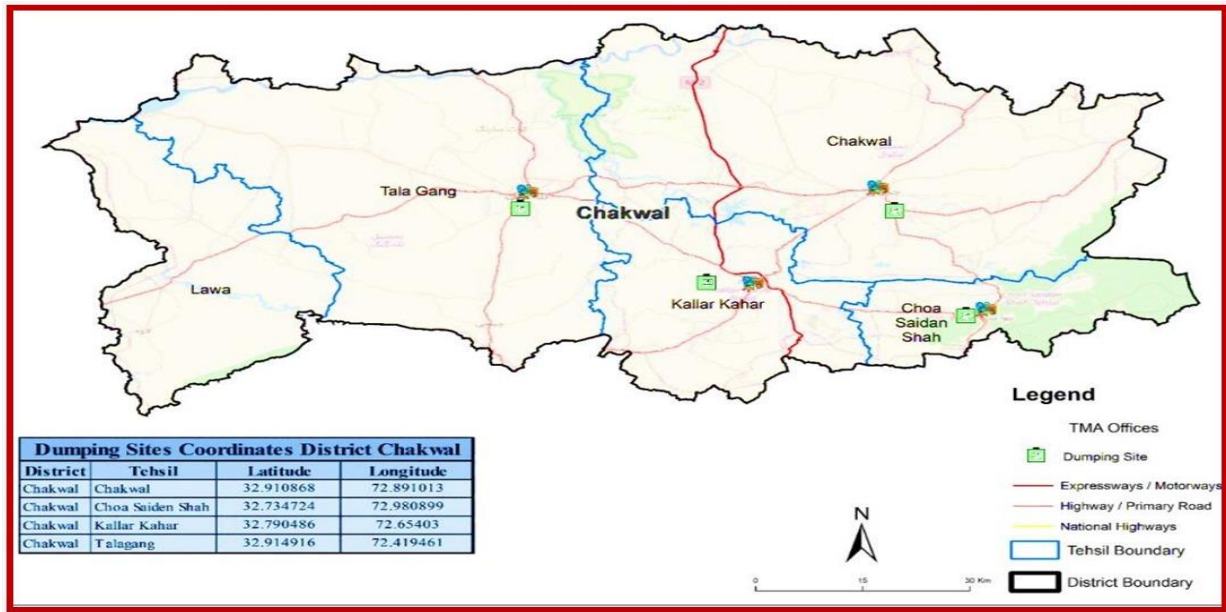 Chakwal
Tala Gang
Chakwal
Lawa
Kallar Kahar
Choa
Saidan
Shah
Legend
TMA Offices
Dumping Site
Expressways / Motorways
Highway / Primary Road
National Highways
Tehsil Boundary
District Boundary
N
0 15 30 Km
Dumping Sites Coordinates District Chakwal
District Tehsil Latitude Longitude
Chakwal Chakwal 32.910868 72.891013
Chakwal Choa Saiden Shah 32.734724 72.980899
Chakwal Kallar Kahar 32.790486 72.65403
Chakwal Talagang 32.914916 72.419461